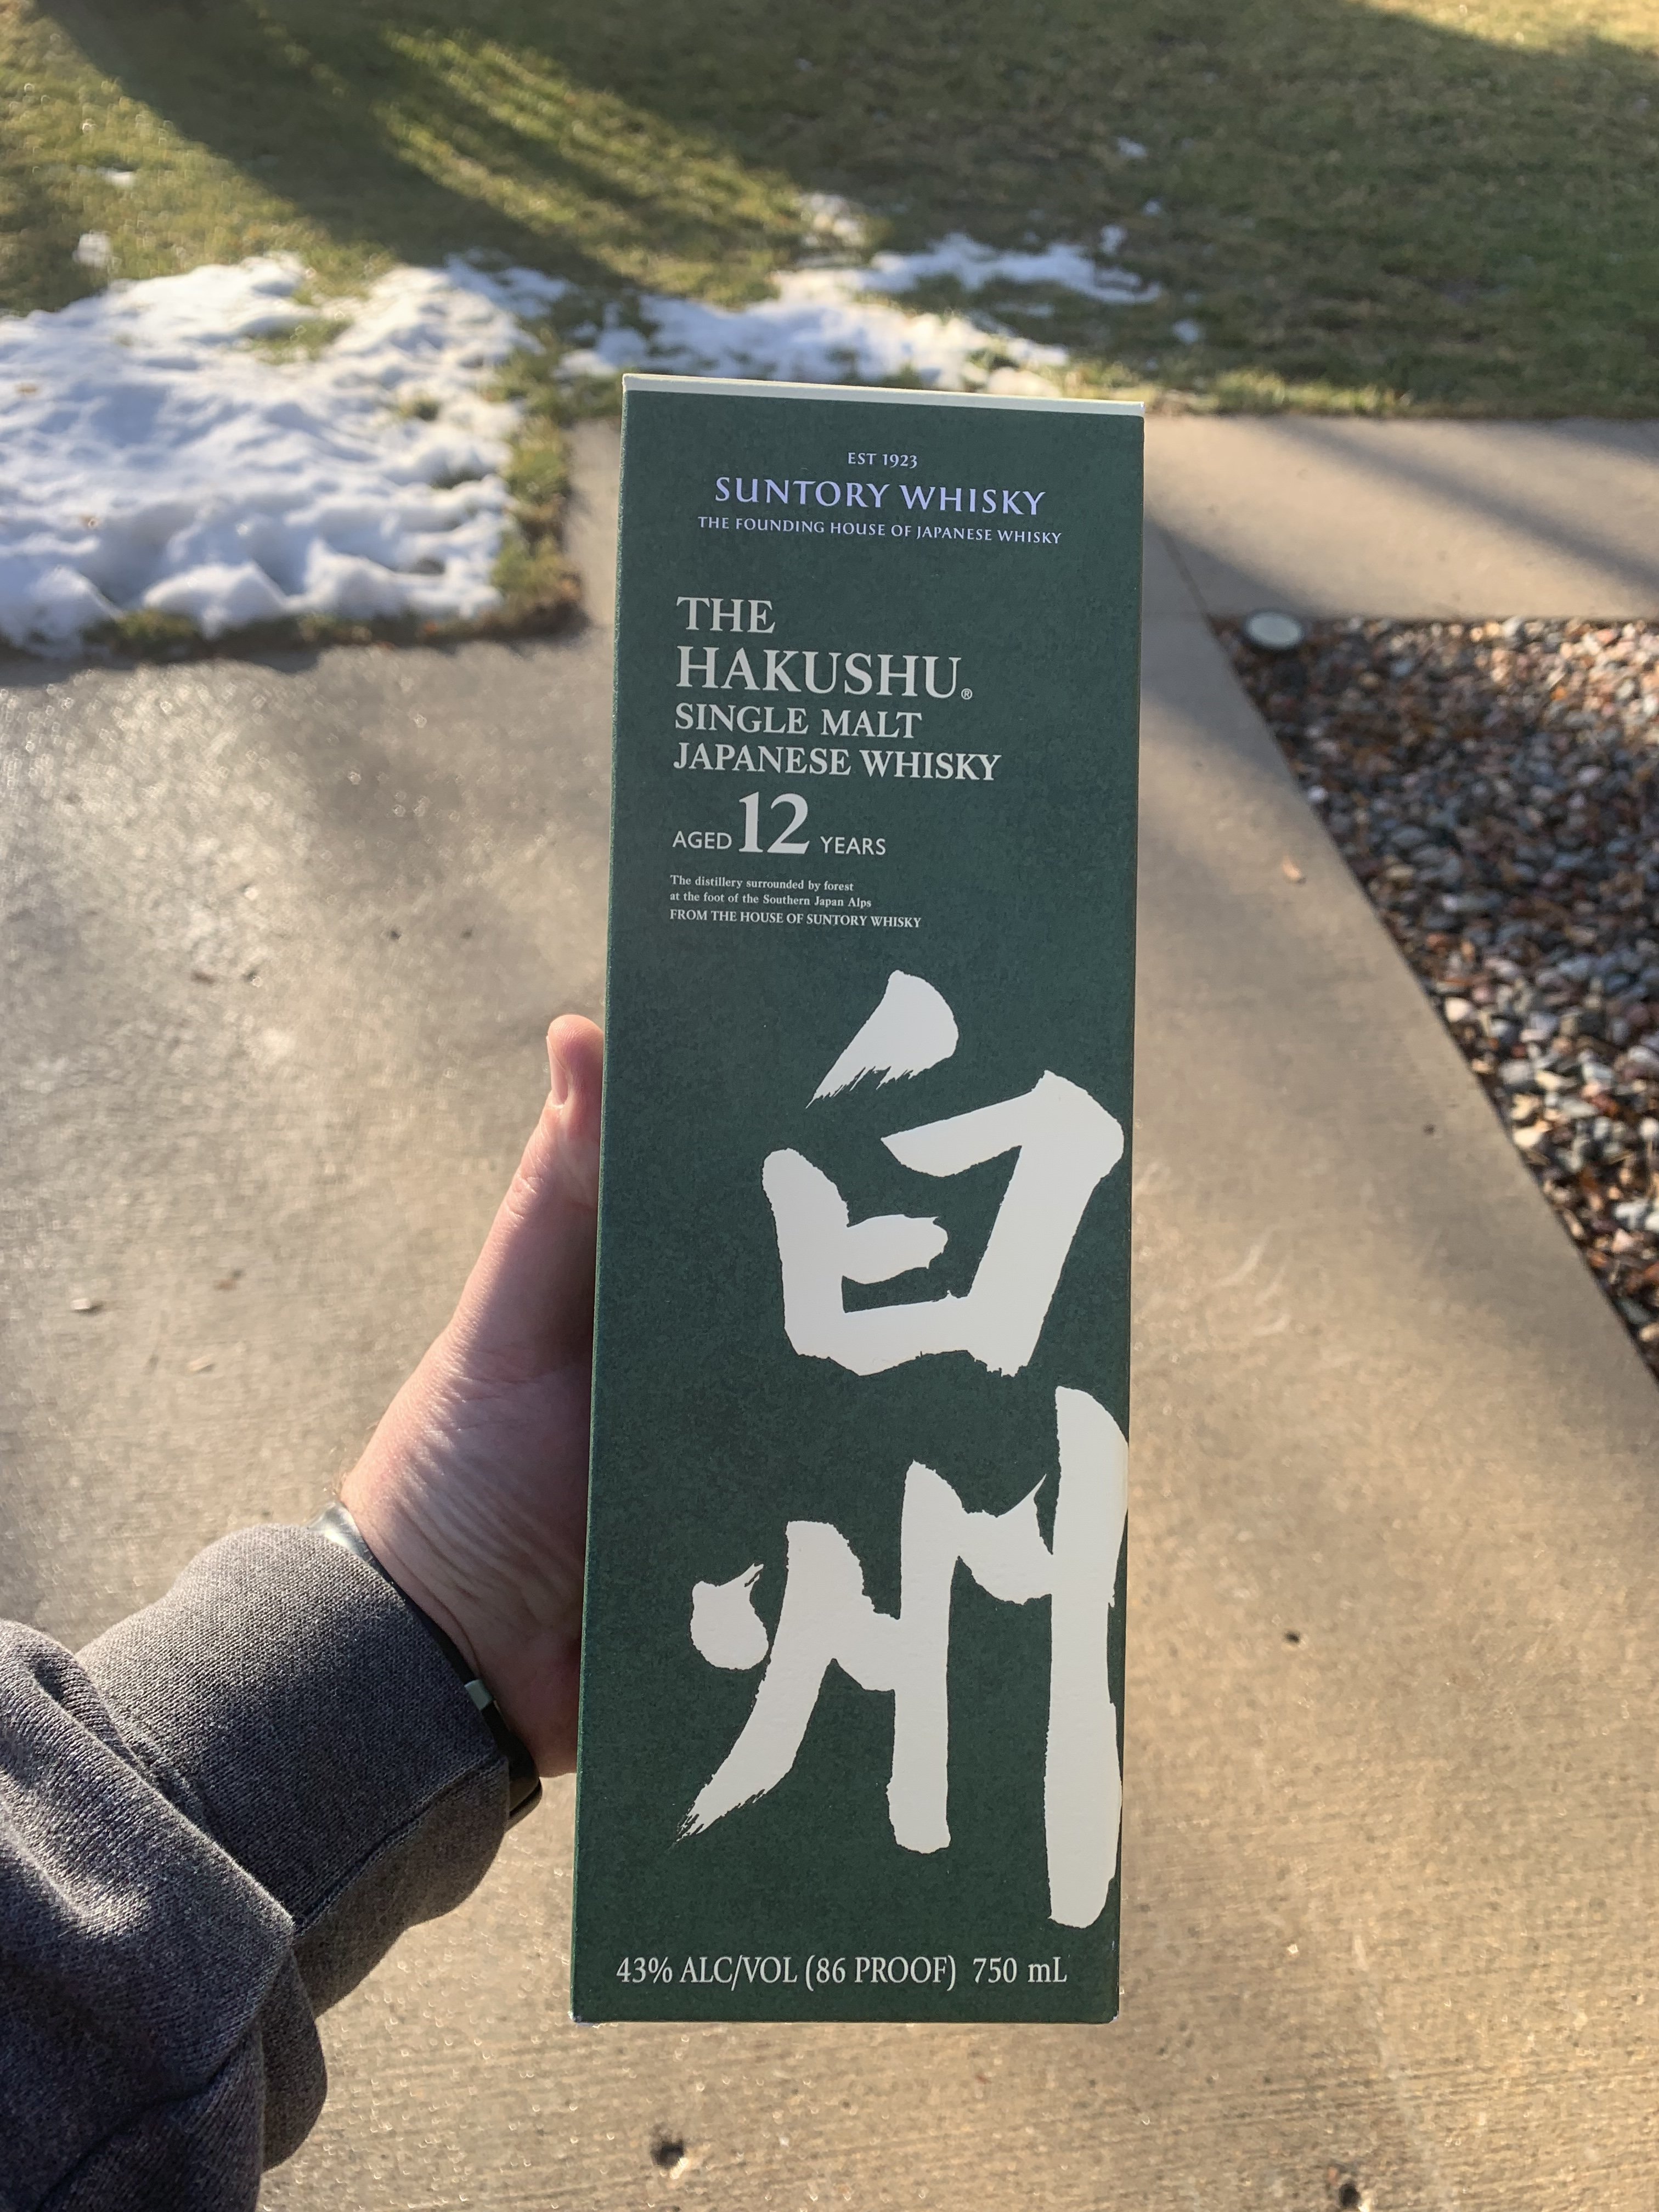 EST 1923
SUNTORY WHISKY
THE FOUNDING HOUSE OF JAPANESE WHISKY
THE
HAKUSHU®
SINGLE MALT
JAPANESE WHISKY
AGED 12 YEARS
The distillery surrounded by forest
at the foot of the Southern Japan Alps
FROM THE HOUSE OF SUNTORY WHISKY
白州
43% ALC/VOL (86 PROOF) 750 mL